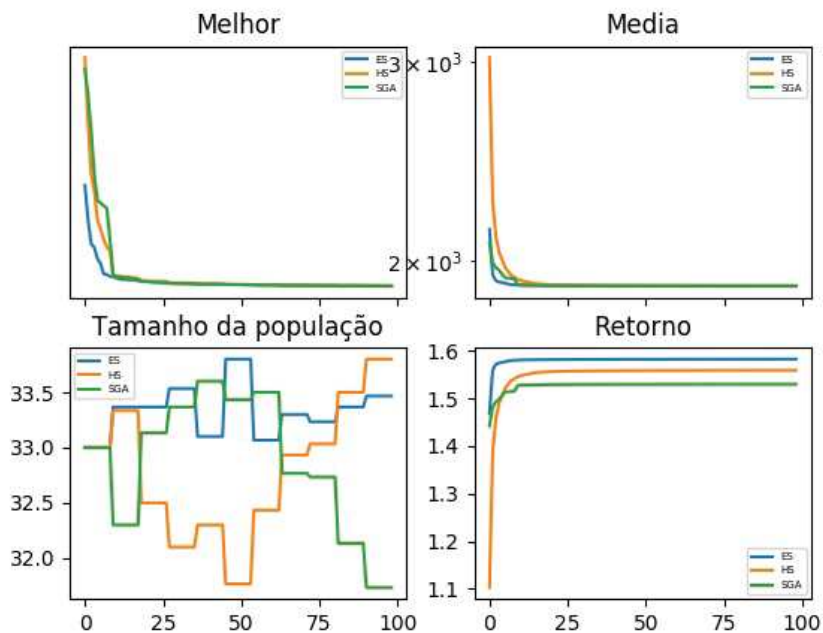 Melhor
Media
ES
HS
SGA
3 × 10³
ES
HS
SGA
2 × 10³
Tamanho da população
Retorno
ES
HS
SGA
33.5
33.0
32.5
32.0
1.6
1.5
1.4
1.3
1.2
1.1
ES
HS
SGA
0
25
50
75
100
0
25
50
75
100